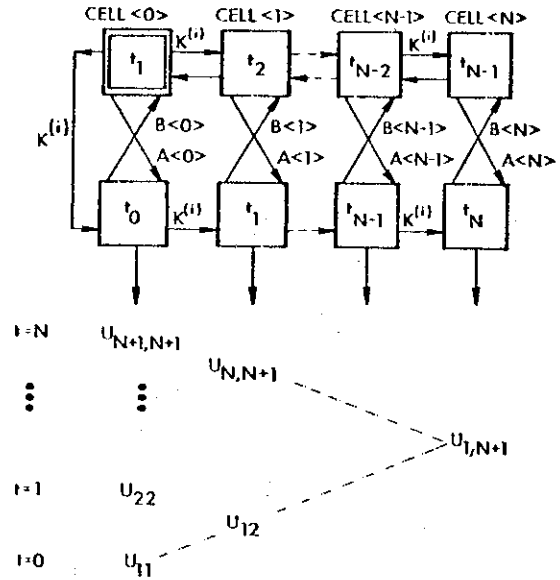 CELL<0> CELL<1> CELL<N-1> CELL<N>
K(i) K(i)
t1 t2 tN-2 tN-1
K(i)
B<0> B<1> B<N-1> B<N>
A<0> A<1> A<N-1> A<N>
t0 K(i) t1 tN-1 K(i) tN
t=N UN+1,N+1
UN,N+1
U1,N+1
t=1 U22
U12
t=0 U11